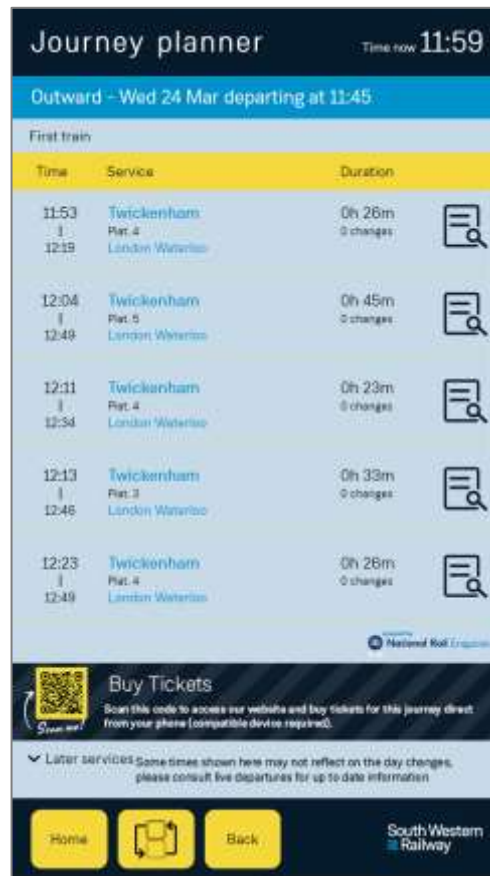 Journey planner
Time now 11:59
Outward - Wed 24 Mar departing at 11:45
First train
Time Service Duration
11:53 Twickenham 0h 26m
Plat. 4 0 changes
12:19 London Waterloo
12:04 Twickenham 0h 45m
Plat. 5 0 changes
12:49 London Waterloo
12:11 Twickenham 0h 23m
Plat. 4 0 changes
12:34 London Waterloo
12:13 Twickenham 0h 33m
Plat. 3 0 changes
12:46 London Waterloo
12:23 Twickenham 0h 26m
Plat. 4 0 changes
12:49 London Waterloo
National Rail Enquiries
Buy Tickets
Scan this code to access our website and buy tickets for this journey direct
from your phone (compatible device required).
Scan me!
Later services
Some times shown here may not reflect on the day changes,
please consult live departures for up to date information
Home
Back
South Western
Railway